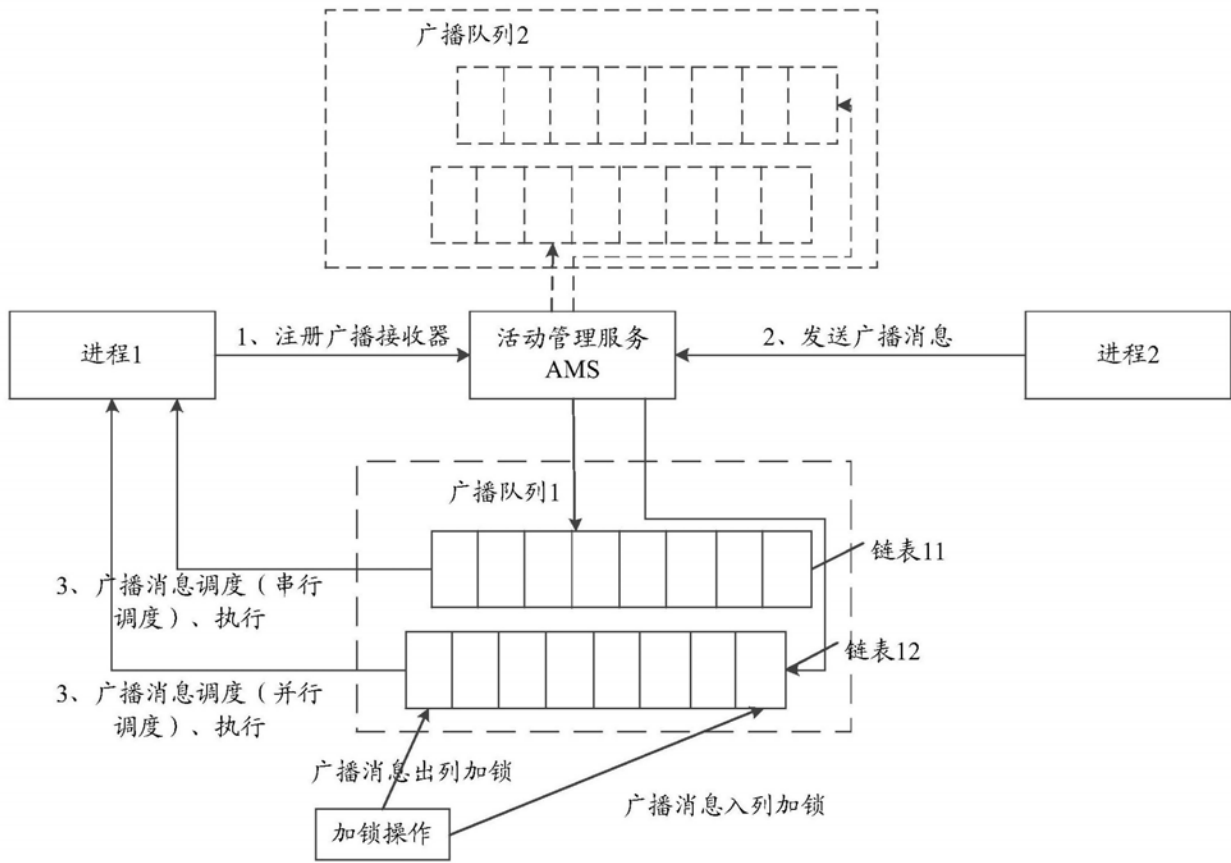 广播队列2
进程1
1、注册广播接收器
活动管理服务
AMS
2、发送广播消息
进程2
广播队列1
链表11
3、广播消息调度（串行
调度）、执行
链表12
3、广播消息调度（并行
调度）、执行
广播消息出列加锁
广播消息入列加锁
加锁操作